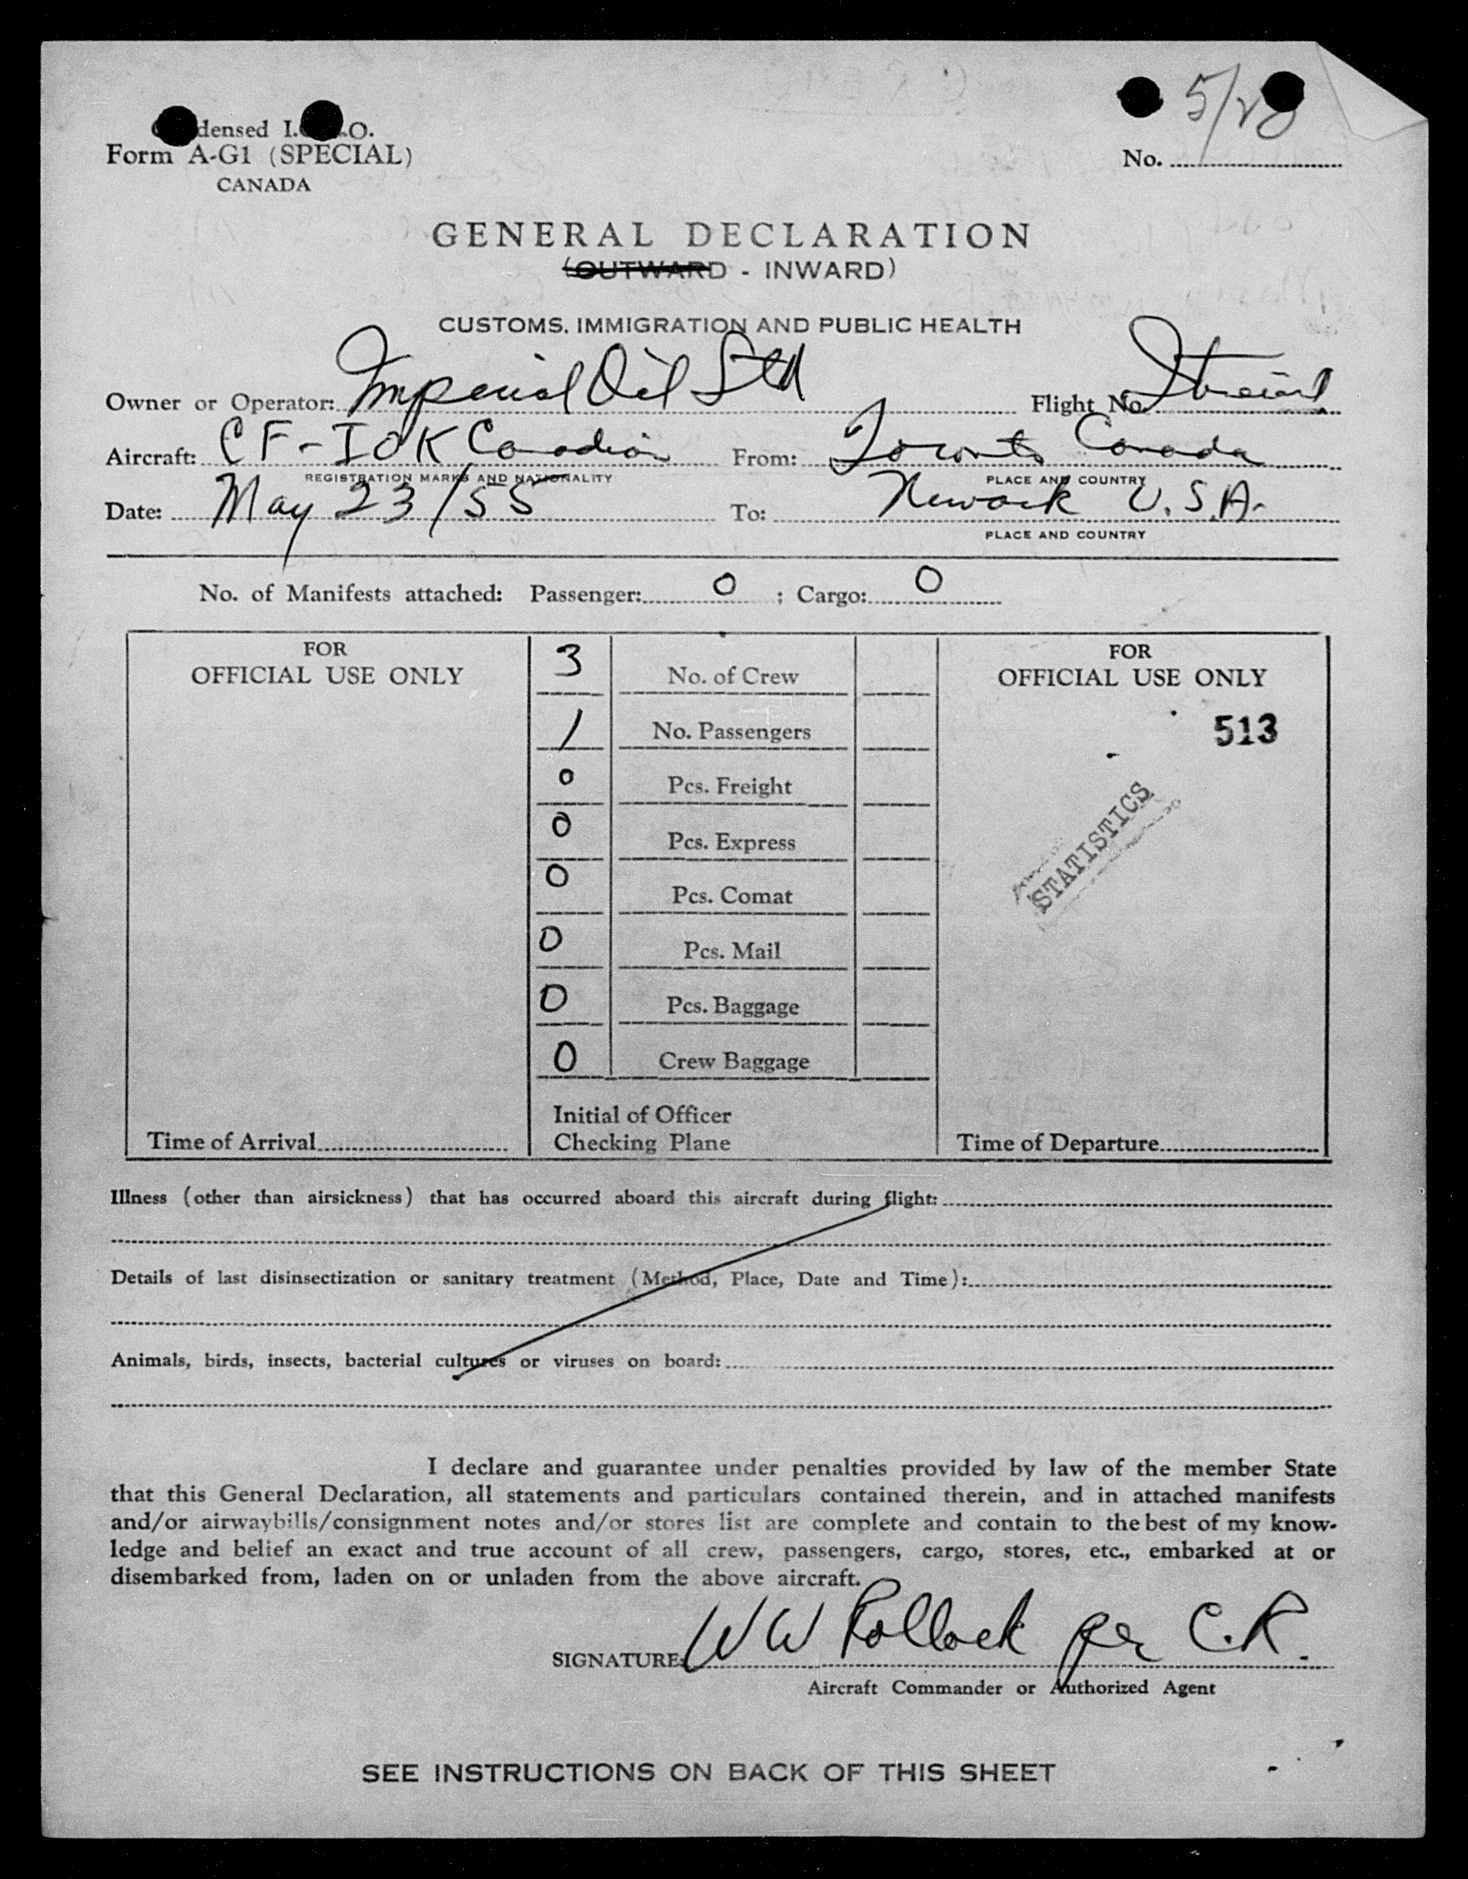 Condensed I.C.A.O.
Form A-G1 (SPECIAL)
CANADA
5/23
No.
GENERAL DECLARATION
(OUTWARD - INWARD)
CUSTOMS, IMMIGRATION AND PUBLIC HEALTH
Owner or Operator: Imperial Oil Ltd Flight No.
Aircraft: CF-IOK Canadian From: Toronto Canada
REGISTRATION MARKS AND NATIONALITY PLACE AND COUNTRY
Date: May 23/55 To: Newark U.S.A.
PLACE AND COUNTRY
No. of Manifests attached: Passenger: 0 ; Cargo: 0
FOR
OFFICIAL USE ONLY
3 No. of Crew
1 No. Passengers
0 Pcs. Freight
0 Pcs. Express
0 Pcs. Comat
0 Pcs. Mail
0 Pcs. Baggage
0 Crew Baggage
FOR
OFFICIAL USE ONLY
513
STATISTICS
Time of Arrival
Initial of Officer
Checking Plane
Time of Departure
Illness (other than airsickness) that has occurred aboard this aircraft during flight:
Details of last disinsectization or sanitary treatment (Method, Place, Date and Time):
Animals, birds, insects, bacterial cultures or viruses on board:
I declare and guarantee under penalties provided by law of the member State
that this General Declaration, all statements and particulars contained therein, and in attached manifests
and/or airwaybills/consignment notes and/or stores list are complete and contain to the best of my know-
ledge and belief an exact and true account of all crew, passengers, cargo, stores, etc., embarked at or
disembarked from, laden on or unladen from the above aircraft.
SIGNATURE: W W Pollock per C.R.
Aircraft Commander or Authorized Agent
SEE INSTRUCTIONS ON BACK OF THIS SHEET